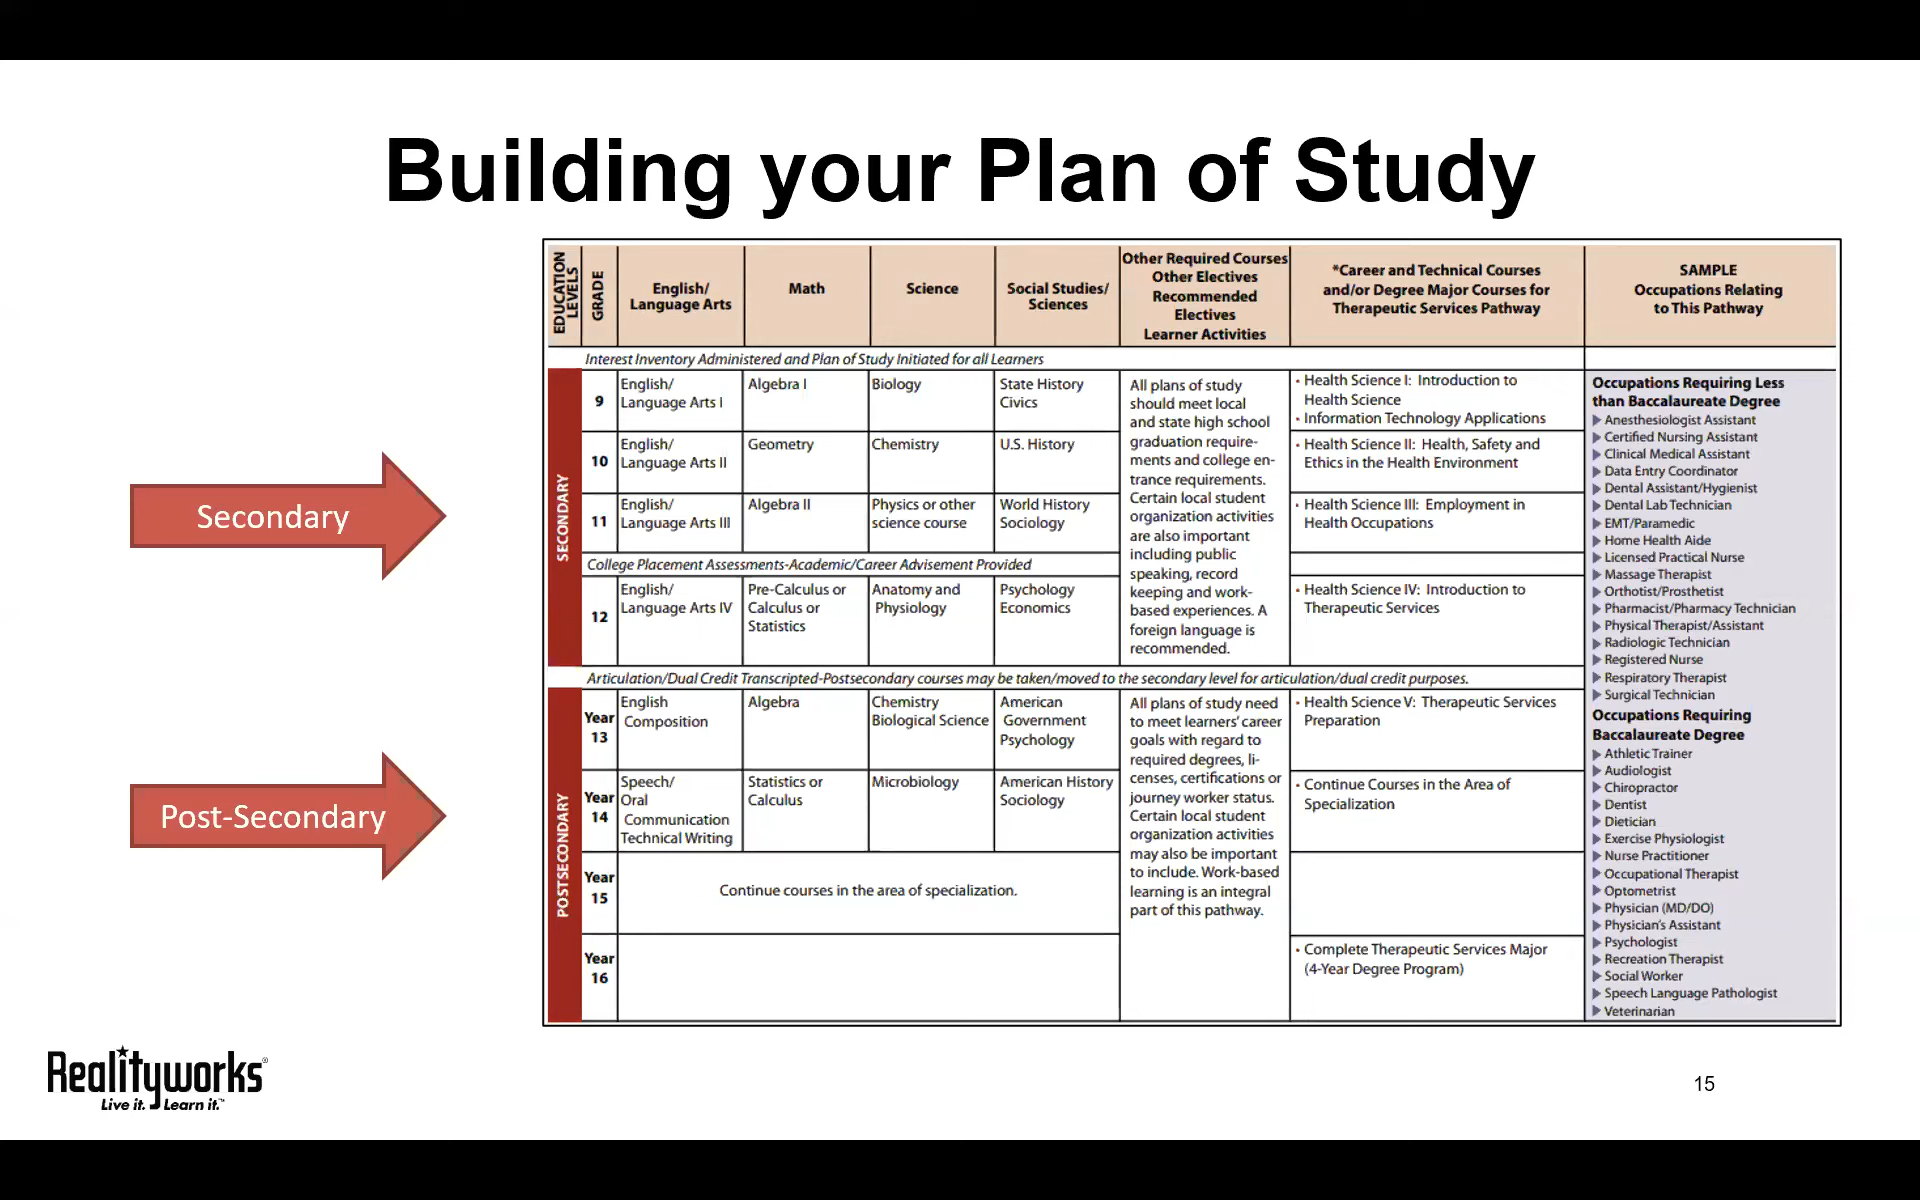 Building your Plan of Study
Secondary
Post-Secondary
EDUCATION
LEVELS
GRADE
English/
Language Arts
Math
Science
Social Studies/
Sciences
Other Required Courses
Other Electives
Recommended
Electives
Learner Activities
*Career and Technical Courses
and/or Degree Major Courses for
Therapeutic Services Pathway
SAMPLE
Occupations Relating
to This Pathway
Interest Inventory Administered and Plan of Study Initiated for all Learners
SECONDARY
9
English/
Language Arts I
Algebra I
Biology
State History
Civics
All plans of study
should meet local
and state high school
graduation require-
ments and college en-
trance requirements.
Certain local student
organization activities
are also important
including public
speaking, record
keeping and work-
based experiences. A
foreign language is
recommended.
• Health Science I: Introduction to
Health Science
• Information Technology Applications
10
English/
Language Arts II
Geometry
Chemistry
U.S. History
• Health Science II: Health, Safety and
Ethics in the Health Environment
11
English/
Language Arts III
Algebra II
Physics or other
science course
World History
Sociology
• Health Science III: Employment in
Health Occupations
College Placement Assessments-Academic/Career Advisement Provided
12
English/
Language Arts IV
Pre-Calculus or
Calculus or
Statistics
Anatomy and
Physiology
Psychology
Economics
• Health Science IV: Introduction to
Therapeutic Services
Articulation/Dual Credit Transcripted-Postsecondary courses may be taken/moved to the secondary level for articulation/dual credit purposes.
POSTSECONDARY
Year
13
English
Composition
Algebra
Chemistry
Biological Science
American
Government
Psychology
All plans of study need
to meet learners' career
goals with regard to
required degrees, li-
censes, certifications or
journey worker status.
Certain local student
organization activities
may also be important
to include. Work-based
learning is an integral
part of this pathway.
• Health Science V: Therapeutic Services
Preparation
Year
14
Speech/
Oral
Communication
Technical Writing
Statistics or
Calculus
Microbiology
American History
Sociology
• Continue Courses in the Area of
Specialization
Year
15
Continue courses in the area of specialization.
Year
16
• Complete Therapeutic Services Major
(4-Year Degree Program)
Occupations Requiring Less
than Baccalaureate Degree
Anesthesiologist Assistant
Certified Nursing Assistant
Clinical Medical Assistant
Data Entry Coordinator
Dental Assistant/Hygienist
Dental Lab Technician
EMT/Paramedic
Home Health Aide
Licensed Practical Nurse
Massage Therapist
Orthotist/Prosthetist
Pharmacist/Pharmacy Technician
Physical Therapist/Assistant
Radiologic Technician
Registered Nurse
Respiratory Therapist
Surgical Technician
Occupations Requiring
Baccalaureate Degree
Athletic Trainer
Audiologist
Chiropractor
Dentist
Dietician
Exercise Physiologist
Nurse Practitioner
Occupational Therapist
Optometrist
Physician (MD/DO)
Physician's Assistant
Psychologist
Recreation Therapist
Social Worker
Speech Language Pathologist
Veterinarian
Realityworks®
Live it. Learn it.™
15